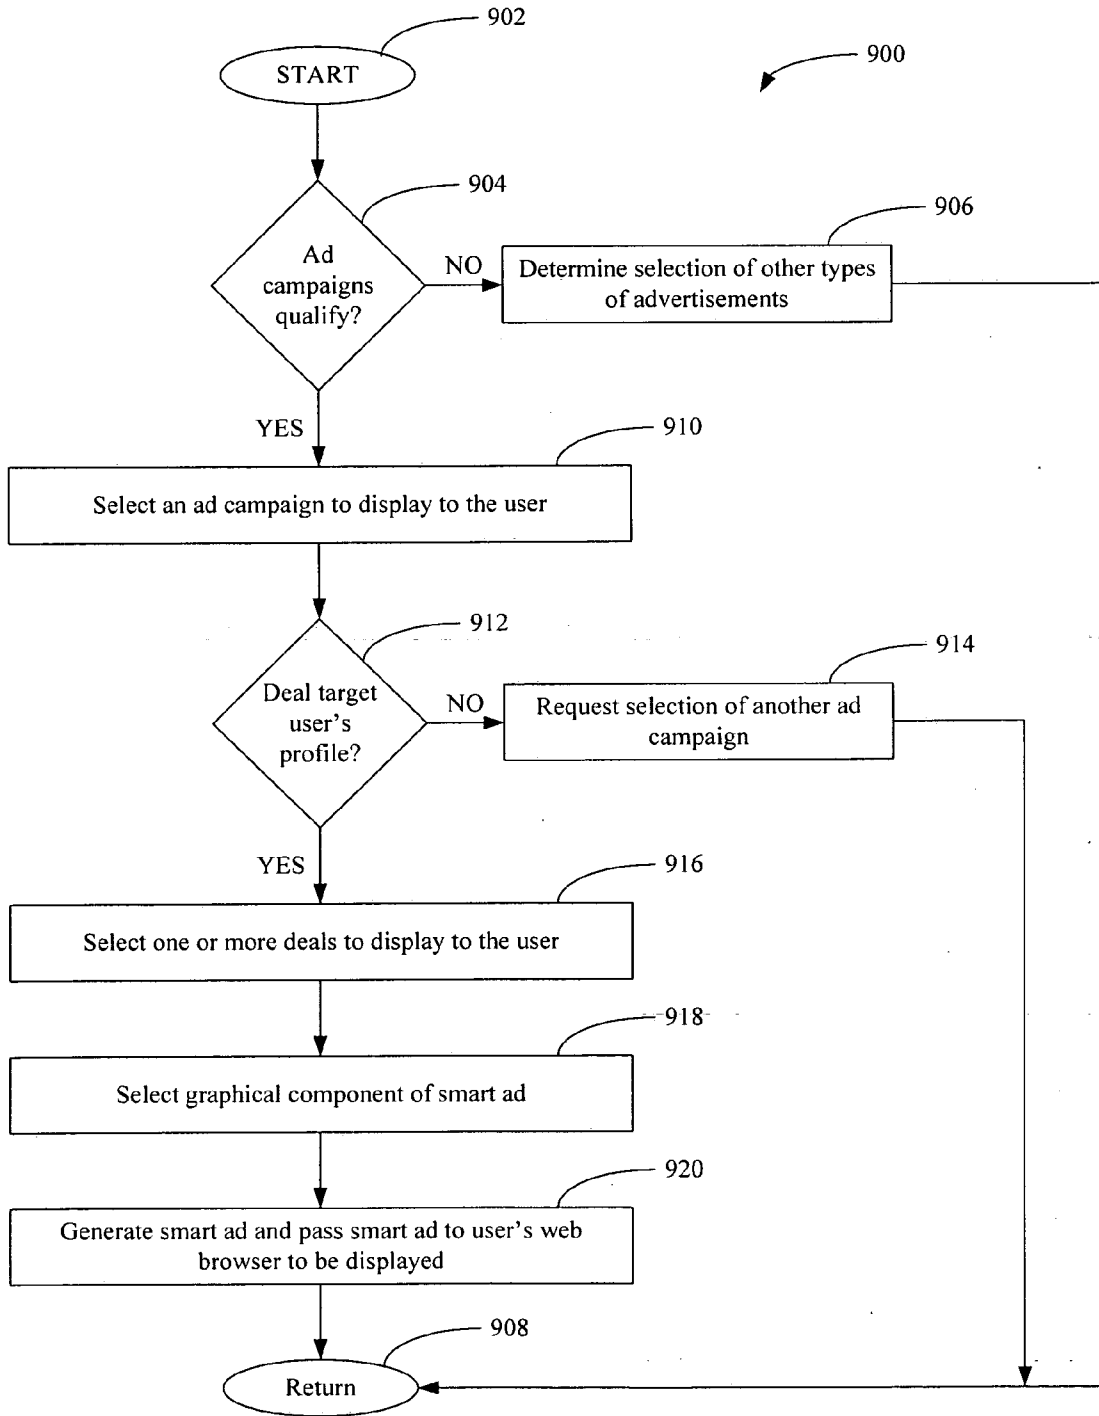 902
START
900
904
Ad
campaigns
qualify?
NO
906
Determine selection of other types
of advertisements
YES
910
Select an ad campaign to display to the user
912
Deal target
user's
profile?
NO
914
Request selection of another ad
campaign
YES
916
Select one or more deals to display to the user
918
Select graphical component of smart ad
920
Generate smart ad and pass smart ad to user's web
browser to be displayed
908
Return